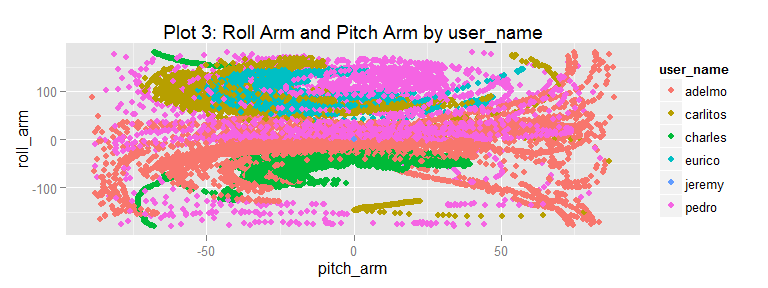 Plot 3: Roll Arm and Pitch Arm by user_name
roll_arm
100
0
-100
-50
0
50
pitch_arm
user_name
adelmo
carlitos
charles
eurico
jeremy
pedro